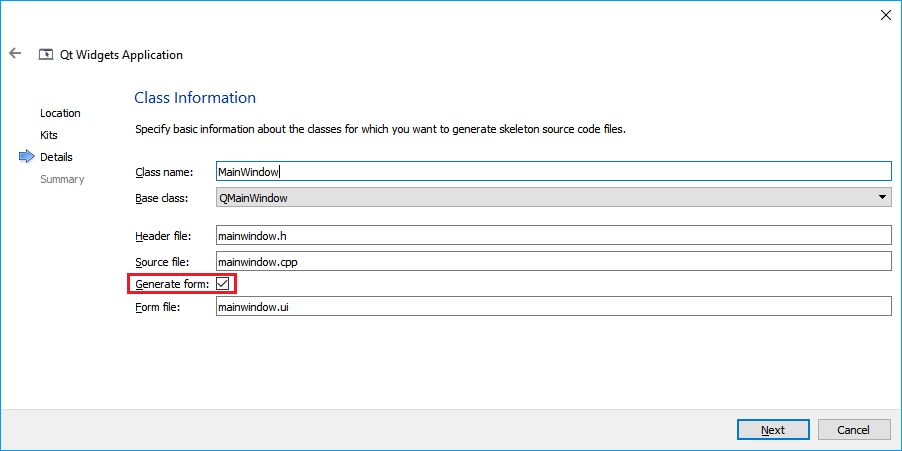 Qt Widgets Application
Class Information
Location
Kits
Details
Summary
Specify basic information about the classes for which you want to generate skeleton source code files.
Class name: MainWindow
Base class: QMainWindow
Header file: mainwindow.h
Source file: mainwindow.cpp
Generate form:
Form file: mainwindow.ui
Next Cancel